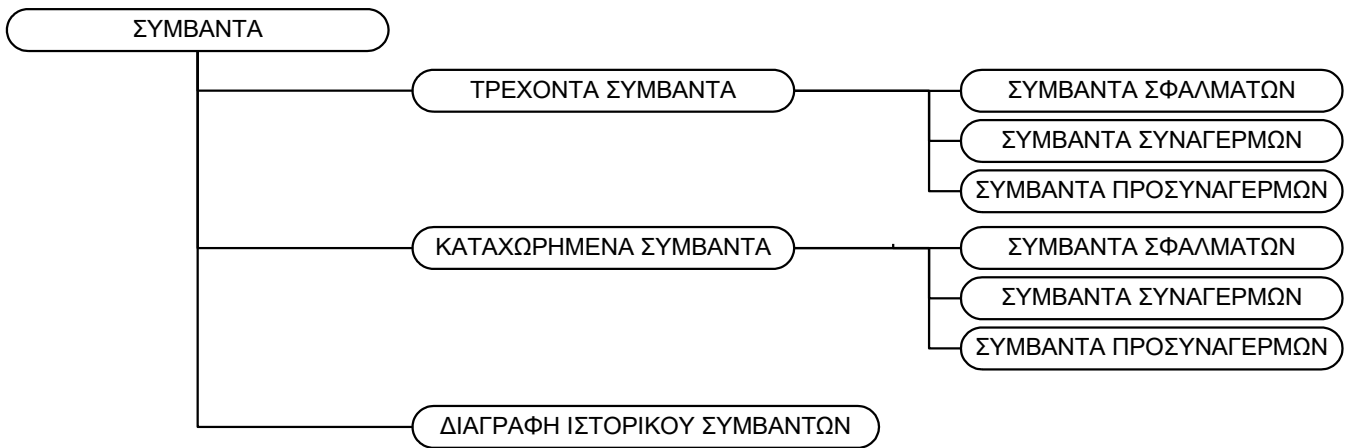 ΣΥΜΒΑΝΤΑ
ΤΡΕΧΟΝΤΑ ΣΥΜΒΑΝΤΑ
ΣΥΜΒΑΝΤΑ ΣΦΑΛΜΑΤΩΝ
ΣΥΜΒΑΝΤΑ ΣΥΝΑΓΕΡΜΩΝ
ΣΥΜΒΑΝΤΑ ΠΡΟΣΥΝΑΓΕΡΜΩΝ
ΚΑΤΑΧΩΡΗΜΕΝΑ ΣΥΜΒΑΝΤΑ
ΣΥΜΒΑΝΤΑ ΣΦΑΛΜΑΤΩΝ
ΣΥΜΒΑΝΤΑ ΣΥΝΑΓΕΡΜΩΝ
ΣΥΜΒΑΝΤΑ ΠΡΟΣΥΝΑΓΕΡΜΩΝ
ΔΙΑΓΡΑΦΗ ΙΣΤΟΡΙΚΟΥ ΣΥΜΒΑΝΤΩΝ